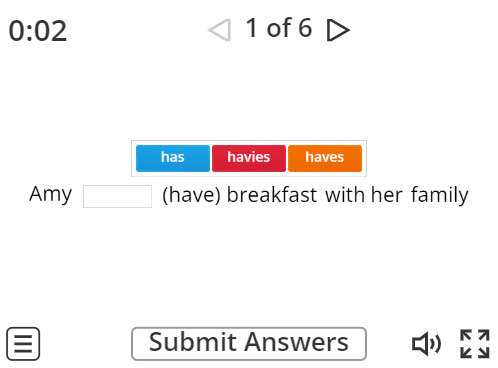 0:02 1 of 6
has havies haves
Amy (have) breakfast with her family
Submit Answers